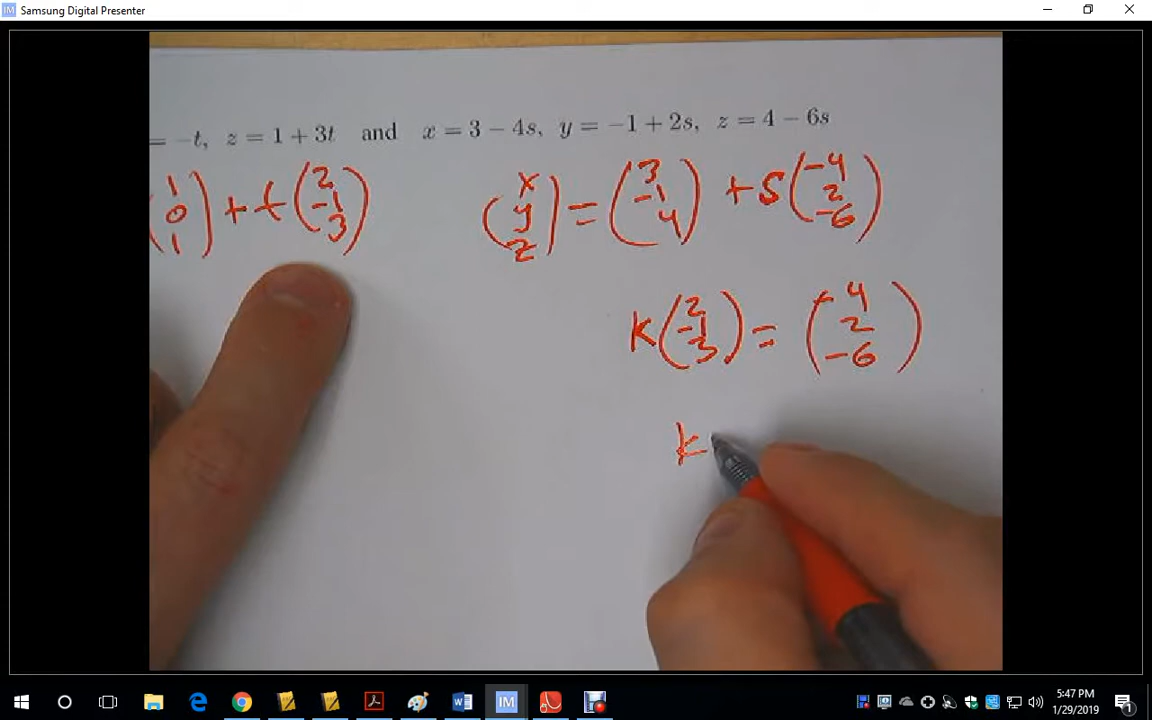 Samsung Digital Presenter
= −t, z = 1 + 3t and x = 3 − 4s, y = −1 + 2s, z = 4 − 6s
(1 0 1) + t (2 -1 3) (x y z) = (3 -1 4) + s (-4 2 -6)
K (2 -1 3) = (-4 2 -6)
K
5:47 PM
1/29/2019